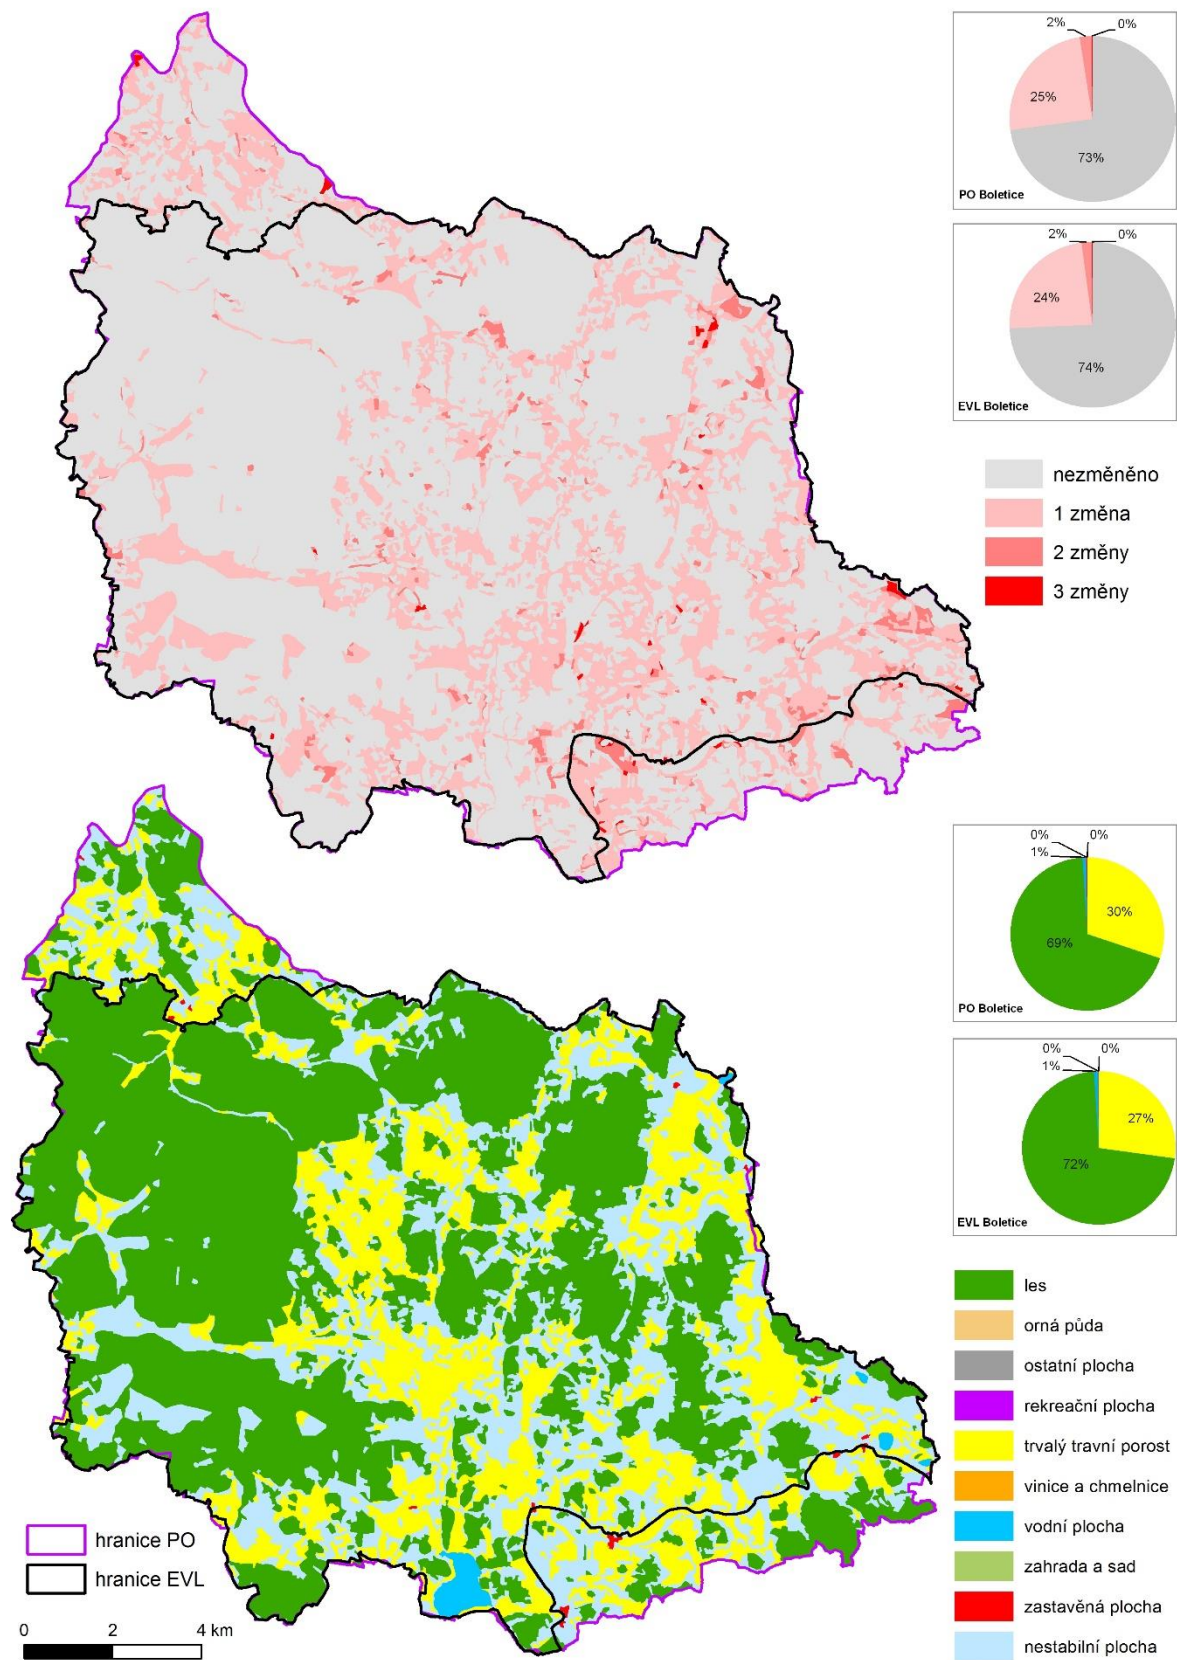 2%
0%
25%
73%
PO Boletice
2%
0%
24%
74%
EVL Boletice
nezměněno
1 změna
2 změny
3 změny
0%
0%
1%
30%
69%
PO Boletice
0%
0%
1%
27%
72%
EVL Boletice
les
orná půda
ostatní plocha
rekreační plocha
trvalý travní porost
vinice a chmelnice
vodní plocha
zahrada a sad
zastavěná plocha
nestabilní plocha
hranice PO
hranice EVL
0 2 4 km